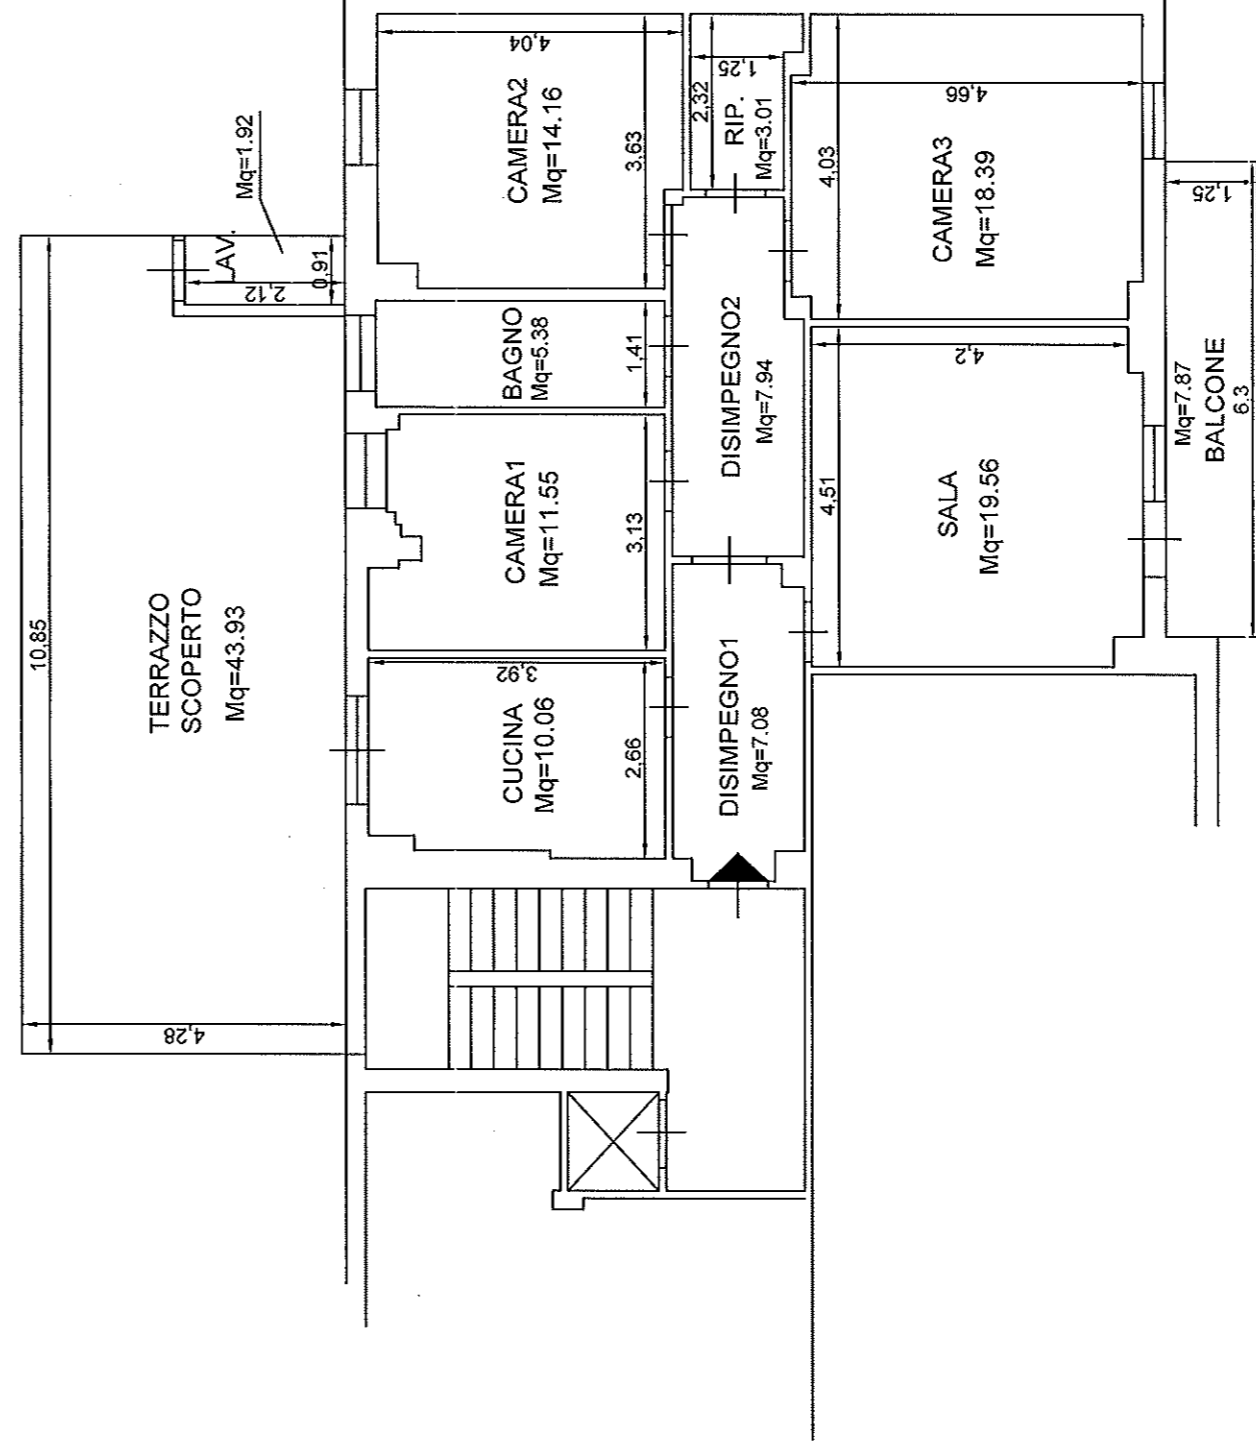 10,85
TERRAZZO
SCOPERTO
Mq=43.93
4,28
Mq=1.92
LAV.
2,12
0,91
CAMERA2
Mq=14.16
4,04
3,63
2,32
1,25
RIP.
Mq=3.01
BAGNO
Mq=5.38
1,41
CAMERA1
Mq=11.55
3,13
CUCINA
Mq=10.06
3,92
2,66
DISIMPEGNO2
Mq=7.94
DISIMPEGNO1
Mq=7.08
4,03
4,66
CAMERA3
Mq=18.39
4,51
4,2
SALA
Mq=19.56
1,25
Mq=7.87
BALCONE
6,3